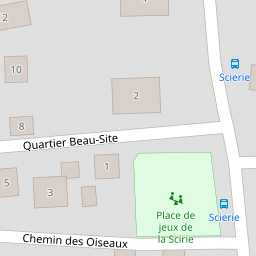 2
4
10
Scierie
2
8
Quartier Beau-Site
1
5
3
Place de
jeux de
la Scirie
Scierie
Chemin des Oiseaux